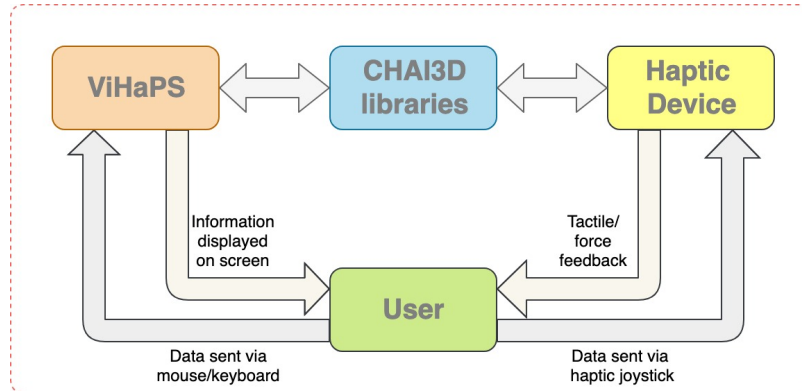 ViHaPS
CHAI3D
libraries
Haptic
Device
Information
displayed
on screen
Tactile/
force
feedback
User
Data sent via
mouse/keyboard
Data sent via
haptic joystick